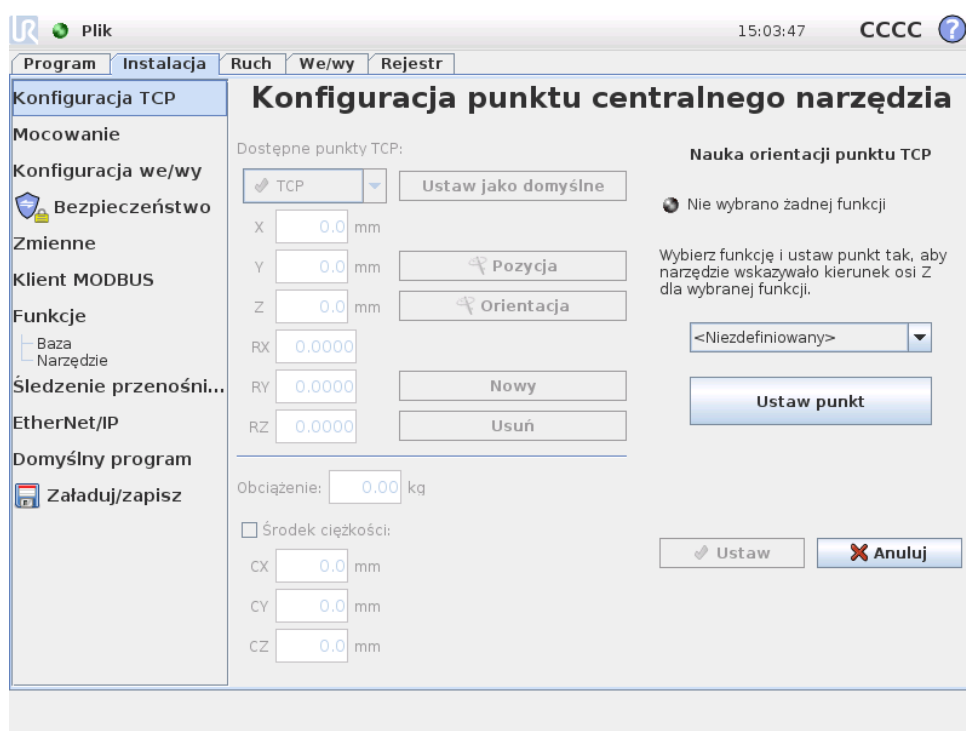 Plik 15:03:47 CCCC ?
Program Instalacja Ruch We/wy Rejestr
Konfiguracja TCP
Mocowanie
Konfiguracja we/wy
Bezpieczeństwo
Zmienne
Klient MODBUS
Funkcje
Baza
Narzędzie
Śledzenie przenośni...
EtherNet/IP
Domyślny program
Załaduj/zapisz
Konfiguracja punktu centralnego narzędzia
Dostępne punkty TCP:
TCP Ustaw jako domyślne
X 0.0 mm
Y 0.0 mm Pozycja
Z 0.0 mm Orientacja
RX 0.0000
RY 0.0000 Nowy
RZ 0.0000 Usuń
Obciążenie: 0.00 kg
Środek ciężkości:
CX 0.0 mm
CY 0.0 mm
CZ 0.0 mm
Nauka orientacji punktu TCP
Nie wybrano żadnej funkcji
Wybierz funkcję i ustaw punkt tak, aby
narzędzie wskazywało kierunek osi Z
dla wybranej funkcji.
<Niezdefiniowany>
Ustaw punkt
Ustaw Anuluj